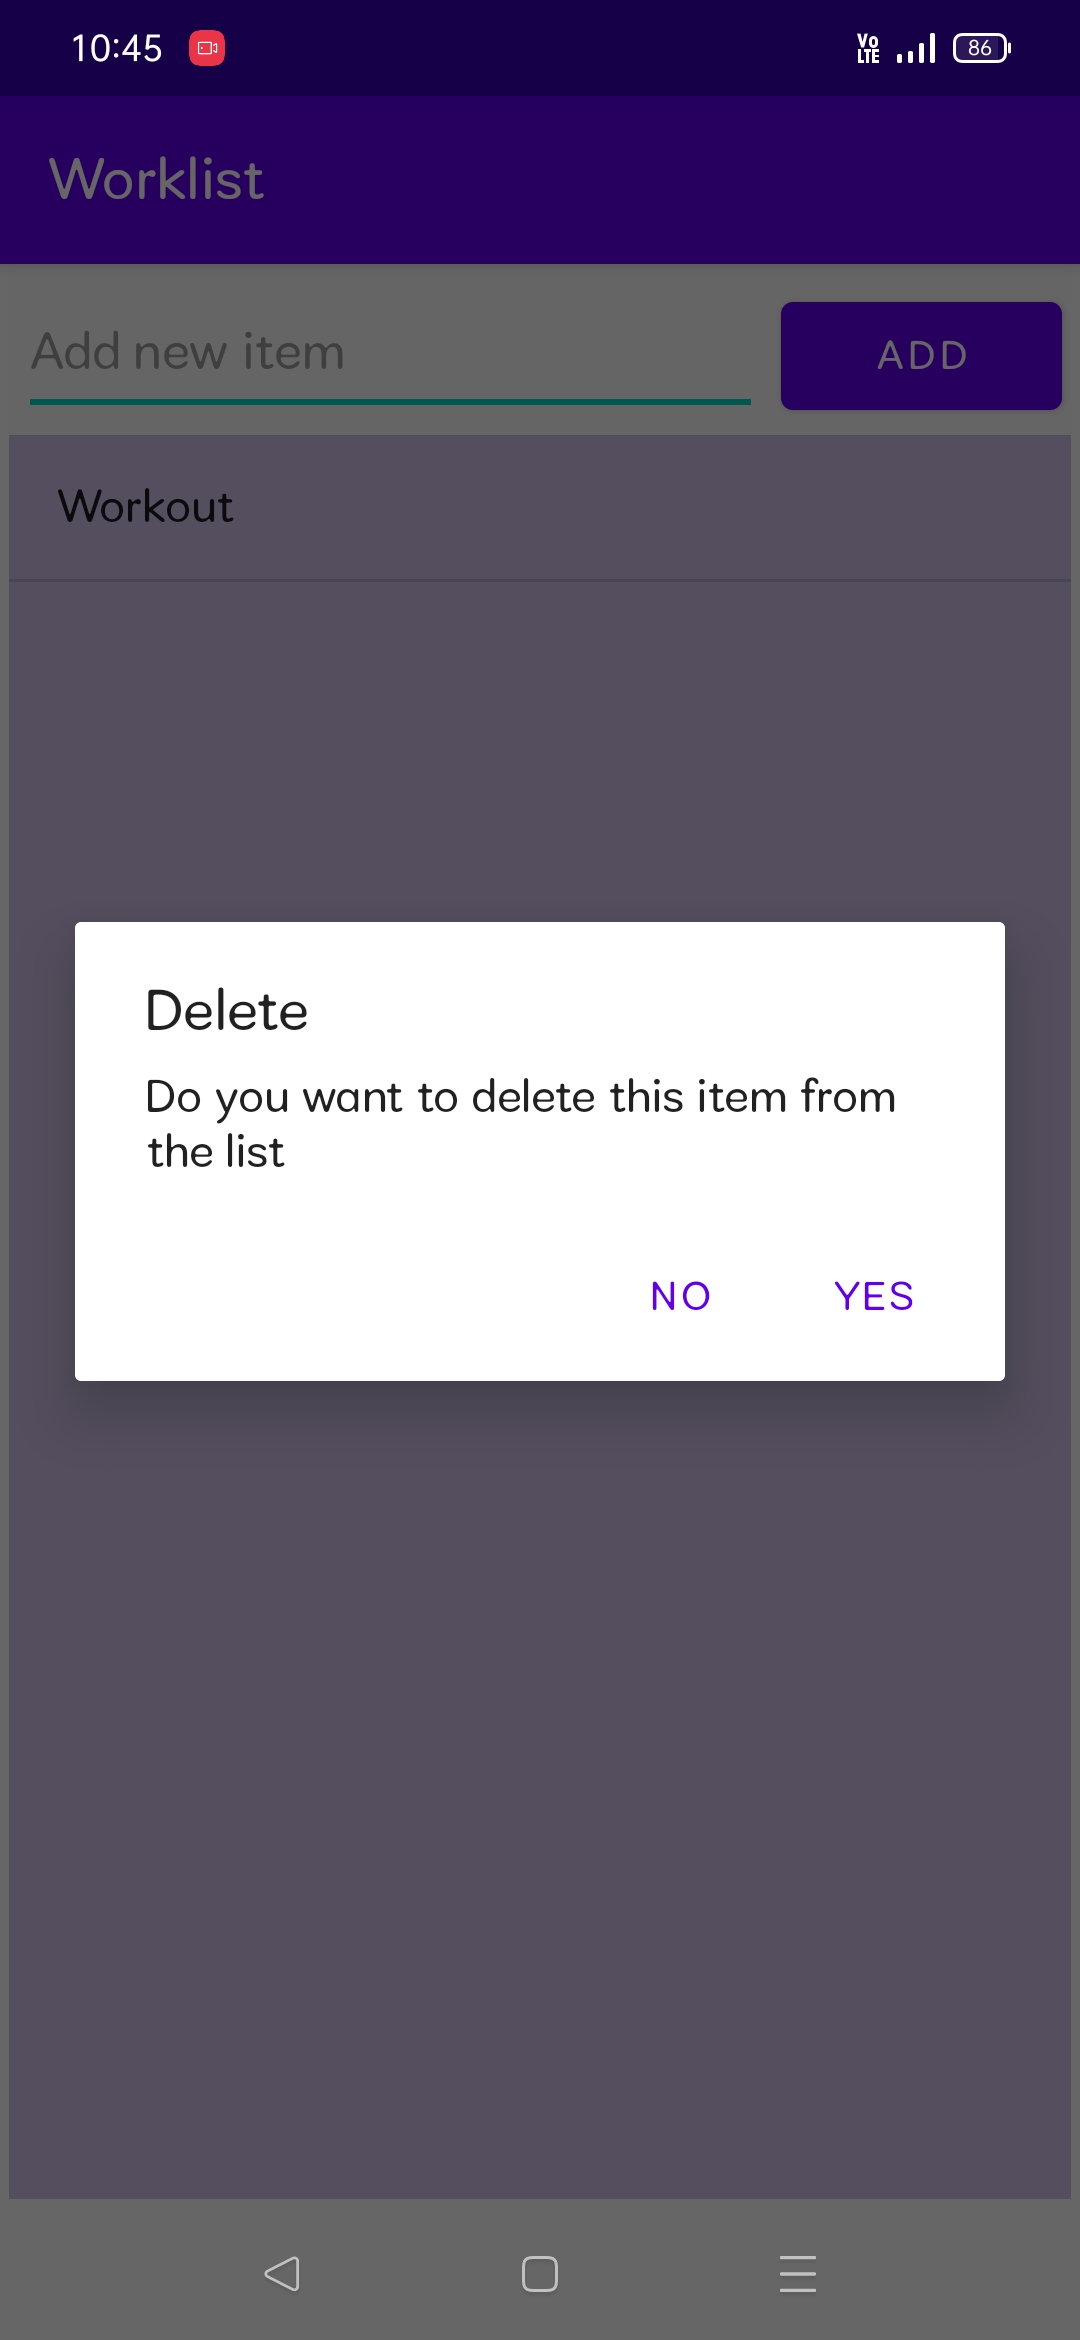 10:45
Vo
LTE
86
Worklist
Add new item
ADD
Workout
Delete
Do you want to delete this item from
the list
NO YES